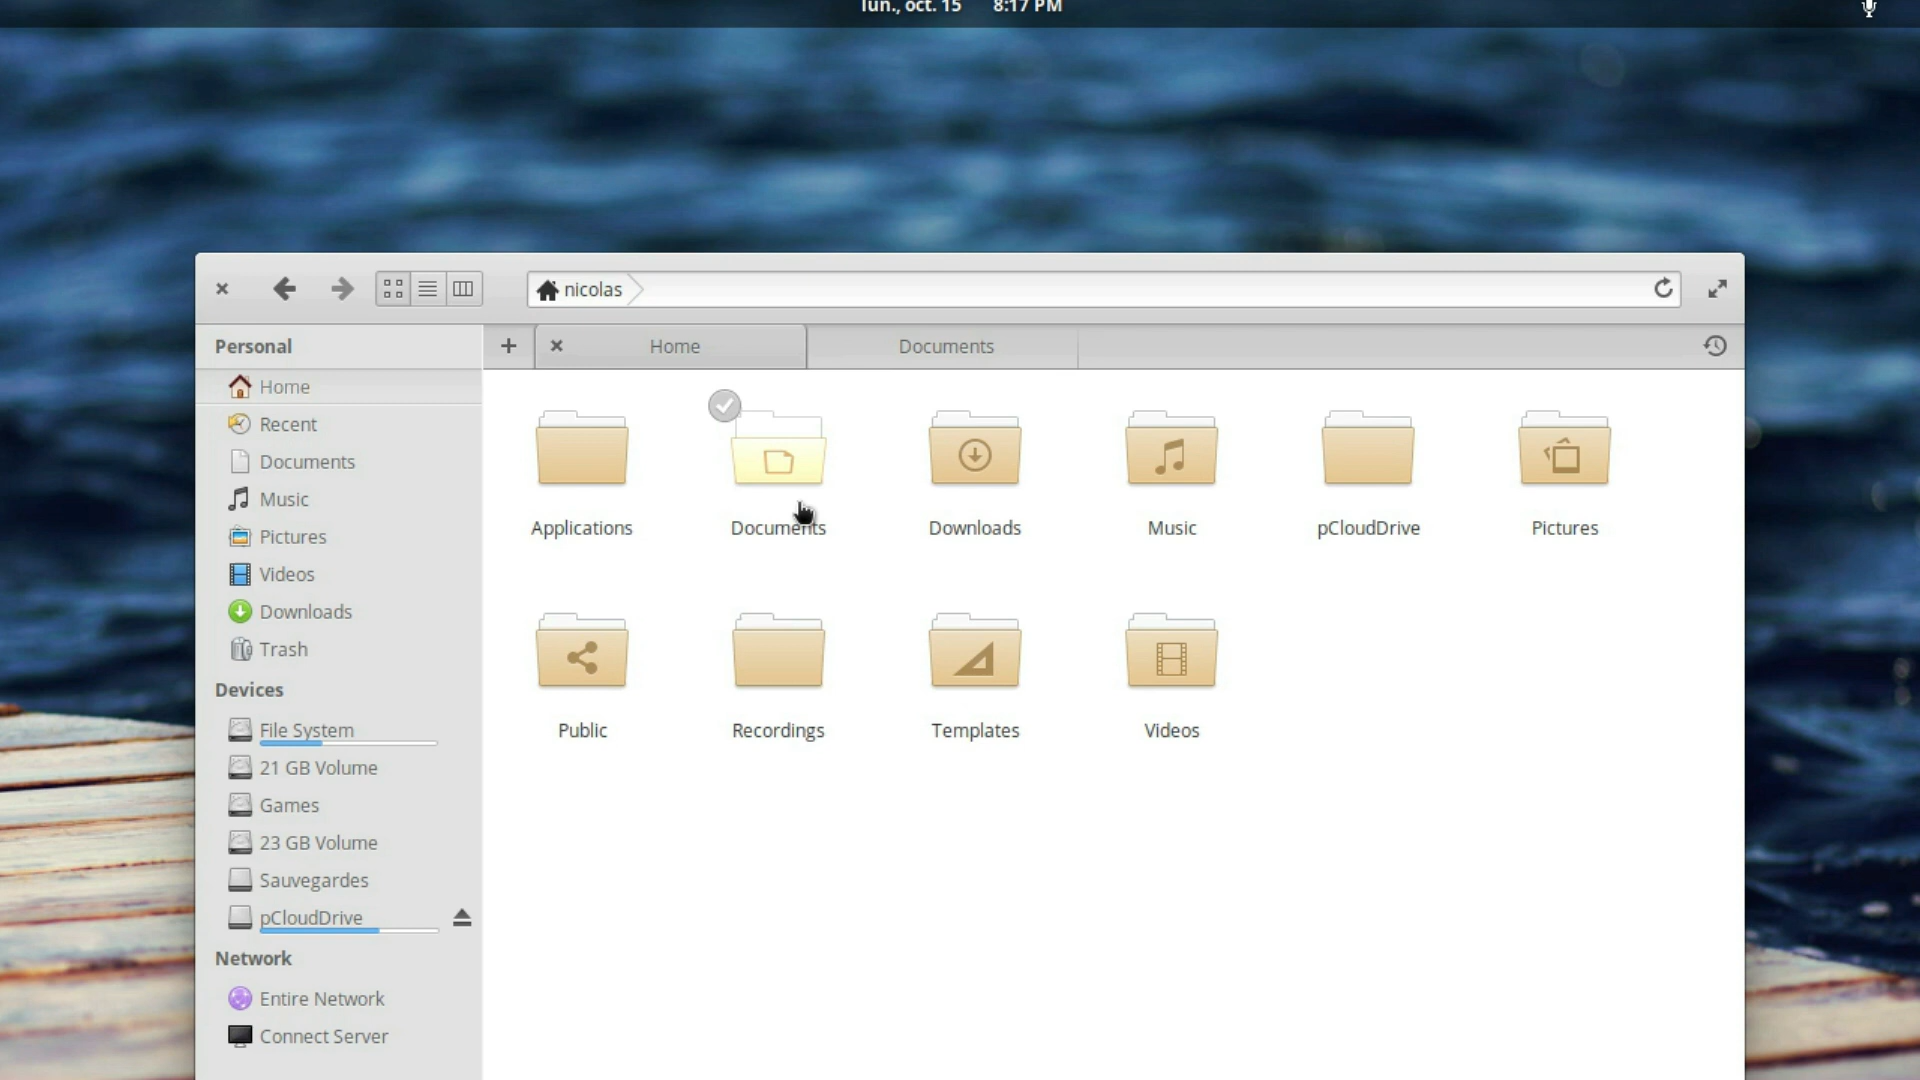 lun., oct. 15 8:17 PM
nicolas
Personal
Home
Documents
Home
Recent
Documents
Music
Pictures
Videos
Downloads
Trash
Devices
File System
21 GB Volume
Games
23 GB Volume
Sauvegardes
pCloudDrive
Network
Entire Network
Connect Server
Applications
Documents
Downloads
Music
pCloudDrive
Pictures
Public
Recordings
Templates
Videos